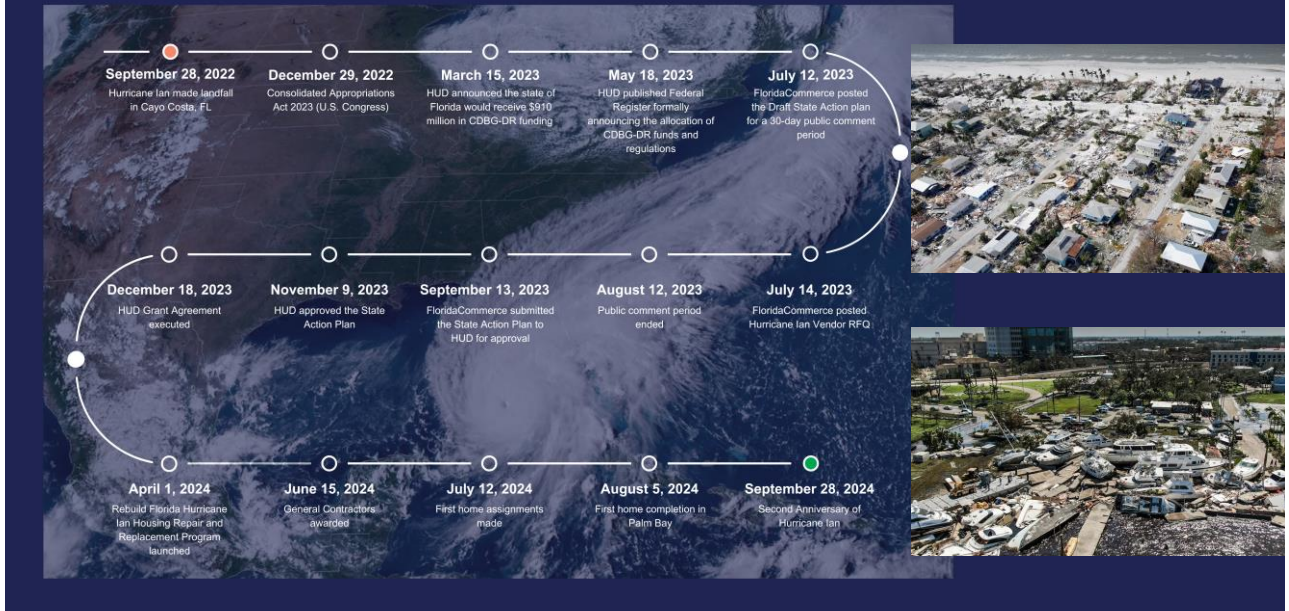 September 28, 2022
Hurricane Ian made landfall
in Cayo Costa, FL
December 29, 2022
Consolidated Appropriations
Act 2023 (U.S. Congress)
March 15, 2023
HUD announced the state of
Florida would receive $910
million in CDBG-DR funding
May 18, 2023
HUD published Federal
Register formally
announcing the allocation of
CDBG-DR funds and
regulations
July 12, 2023
FloridaCommerce posted
the Draft State Action plan
for a 30-day public comment
period
July 14, 2023
FloridaCommerce posted
Hurricane Ian Vendor RFQ
August 12, 2023
Public comment period
ended
September 13, 2023
FloridaCommerce submitted
the State Action Plan to
HUD for approval
November 9, 2023
HUD approved the State
Action Plan
December 18, 2023
HUD Grant Agreement
executed
April 1, 2024
Rebuild Florida Hurricane
Ian Housing Repair and
Replacement Program
launched
June 15, 2024
General Contractors
awarded
July 12, 2024
First home assignments
made
August 5, 2024
First home completion in
Palm Bay
September 28, 2024
Second Anniversary of
Hurricane Ian